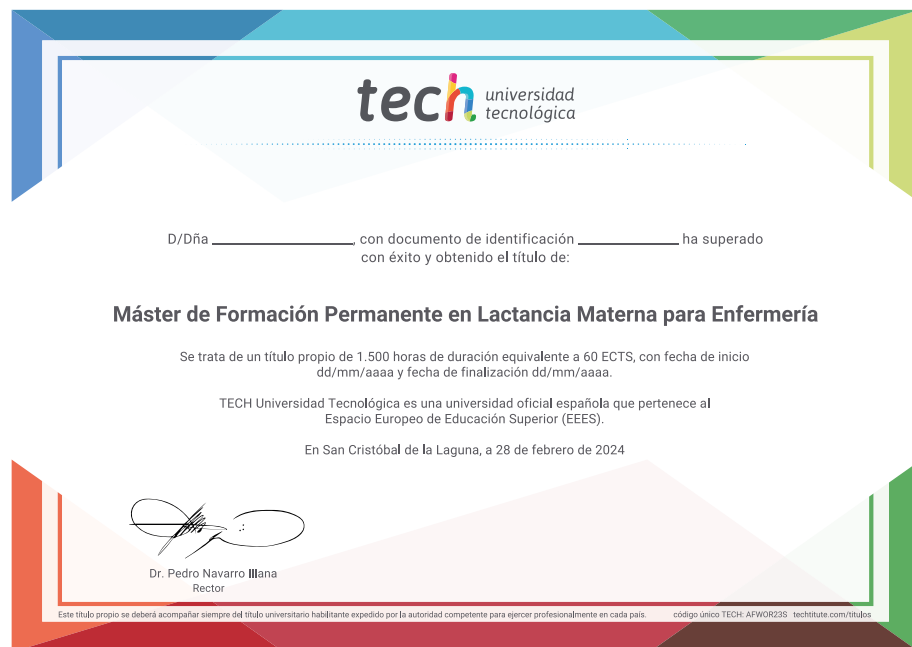 tech universidad
tecnológica
D/Dña ______________, con documento de identificación ______________ ha superado
con éxito y obtenido el título de:
Máster de Formación Permanente en Lactancia Materna para Enfermería
Se trata de un título propio de 1.500 horas de duración equivalente a 60 ECTS, con fecha de inicio
dd/mm/aaaa y fecha de finalización dd/mm/aaaa.
TECH Universidad Tecnológica es una universidad oficial española que pertenece al
Espacio Europeo de Educación Superior (EEES).
En San Cristóbal de la Laguna, a 28 de febrero de 2024
Dr. Pedro Navarro Illana
Rector
Este título propio se deberá acompañar siempre del título universitario habilitante expedido por la autoridad competente para ejercer profesionalmente en cada país. código único TECH: AFWOR23S techtitute.com/titulos